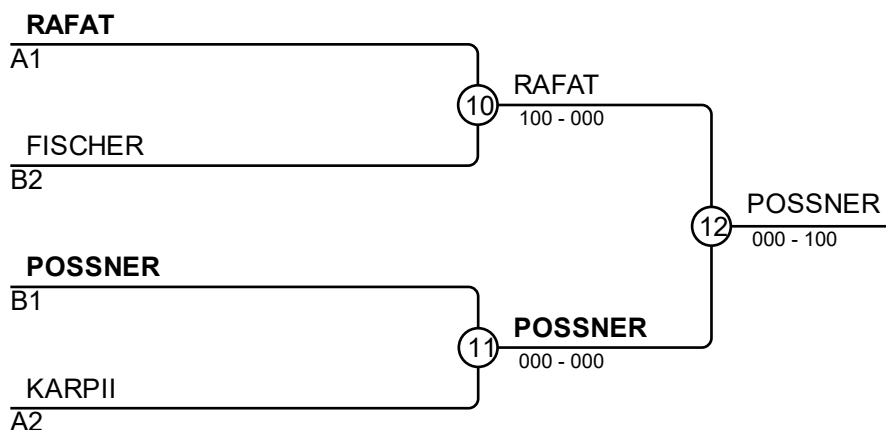 RAFAT
A1
10
RAFAT
100 - 000
FISCHER
B2
12
POSSNER
000 - 100
POSSNER
B1
11
POSSNER
000 - 000
KARPII
A2